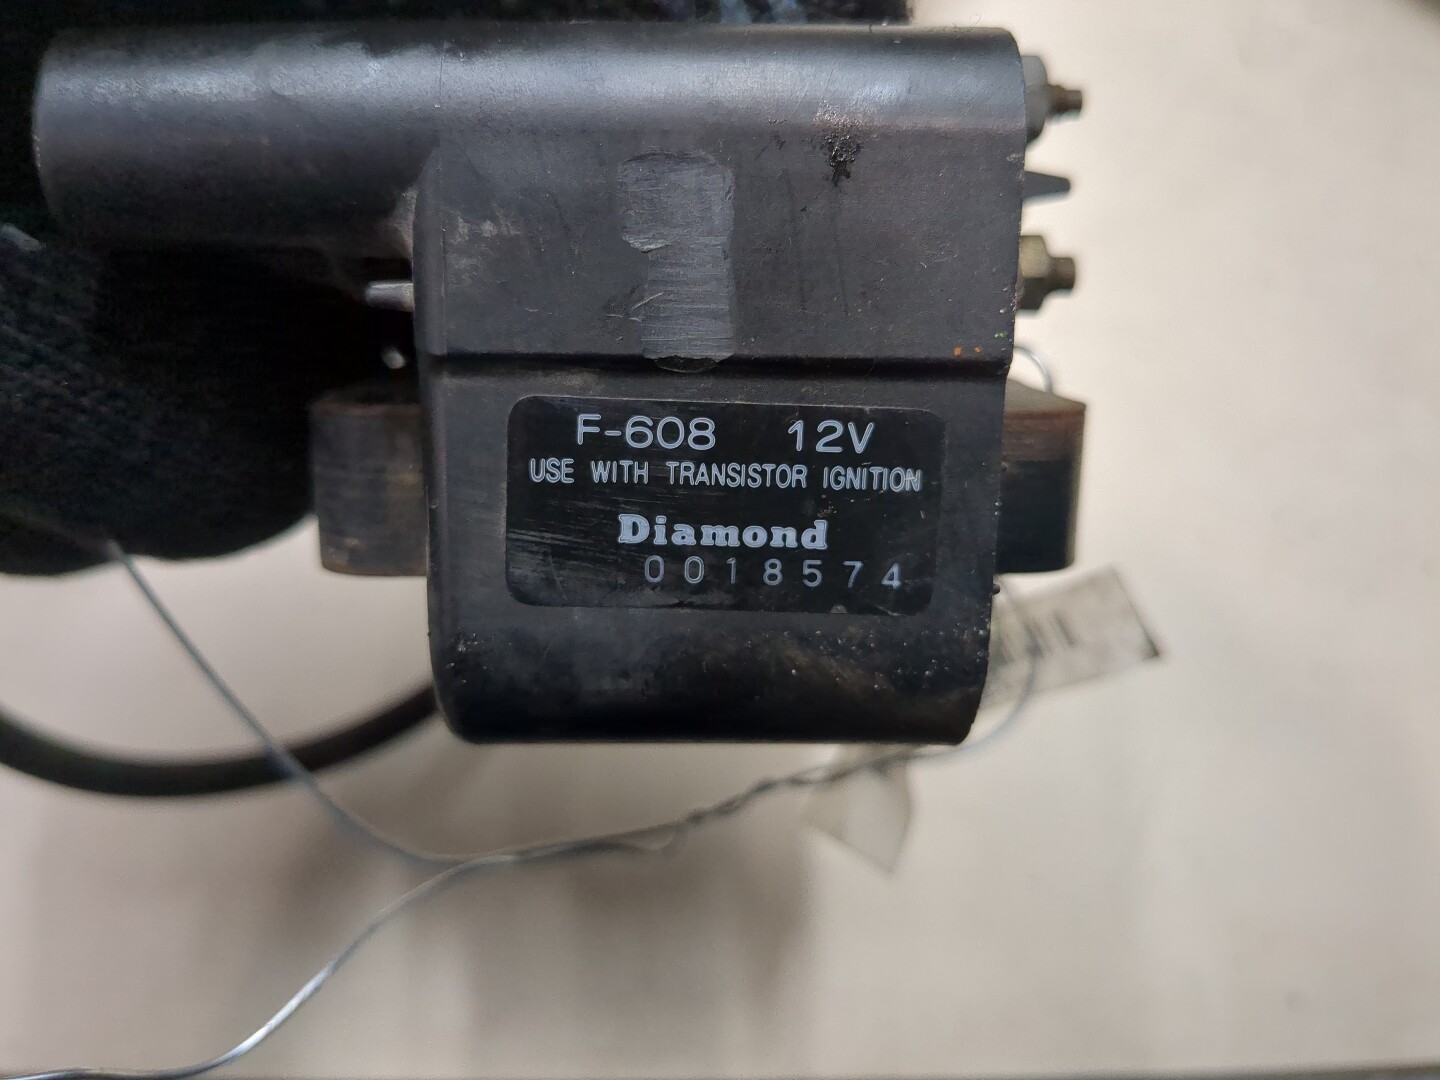 F-608 12V
USE WITH TRANSISTOR IGNITION
Diamond
0018574